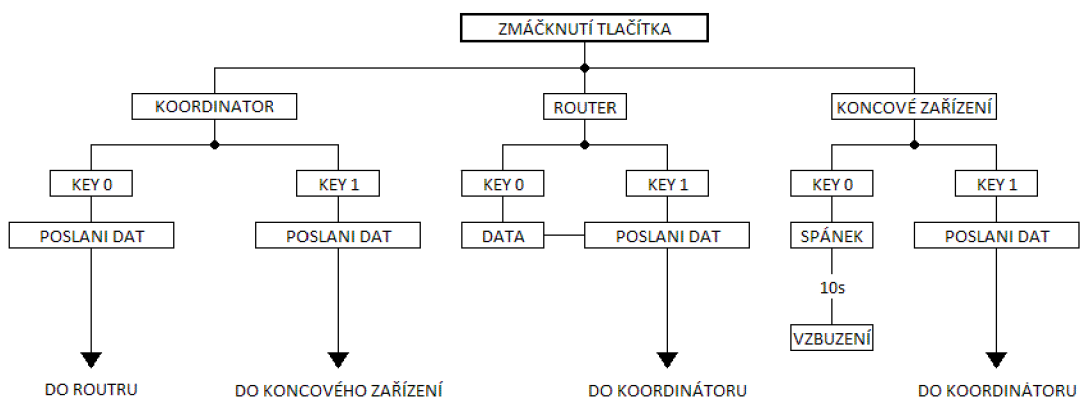 ZMÁČKNUTÍ TLAČÍTKA
KOORDINATOR
ROUTER
KONCOVÉ ZAŘÍZENÍ
KEY 0
KEY 1
KEY 0
KEY 1
KEY 0
KEY 1
POSLANI DAT
POSLANI DAT
DATA
POSLANI DAT
SPÁNEK
POSLANI DAT
10s
VZBUZENÍ
DO ROUTRU
DO KONCOVÉHO ZAŘÍZENÍ
DO KOORDINÁTORU
DO KOORDINÁTORU